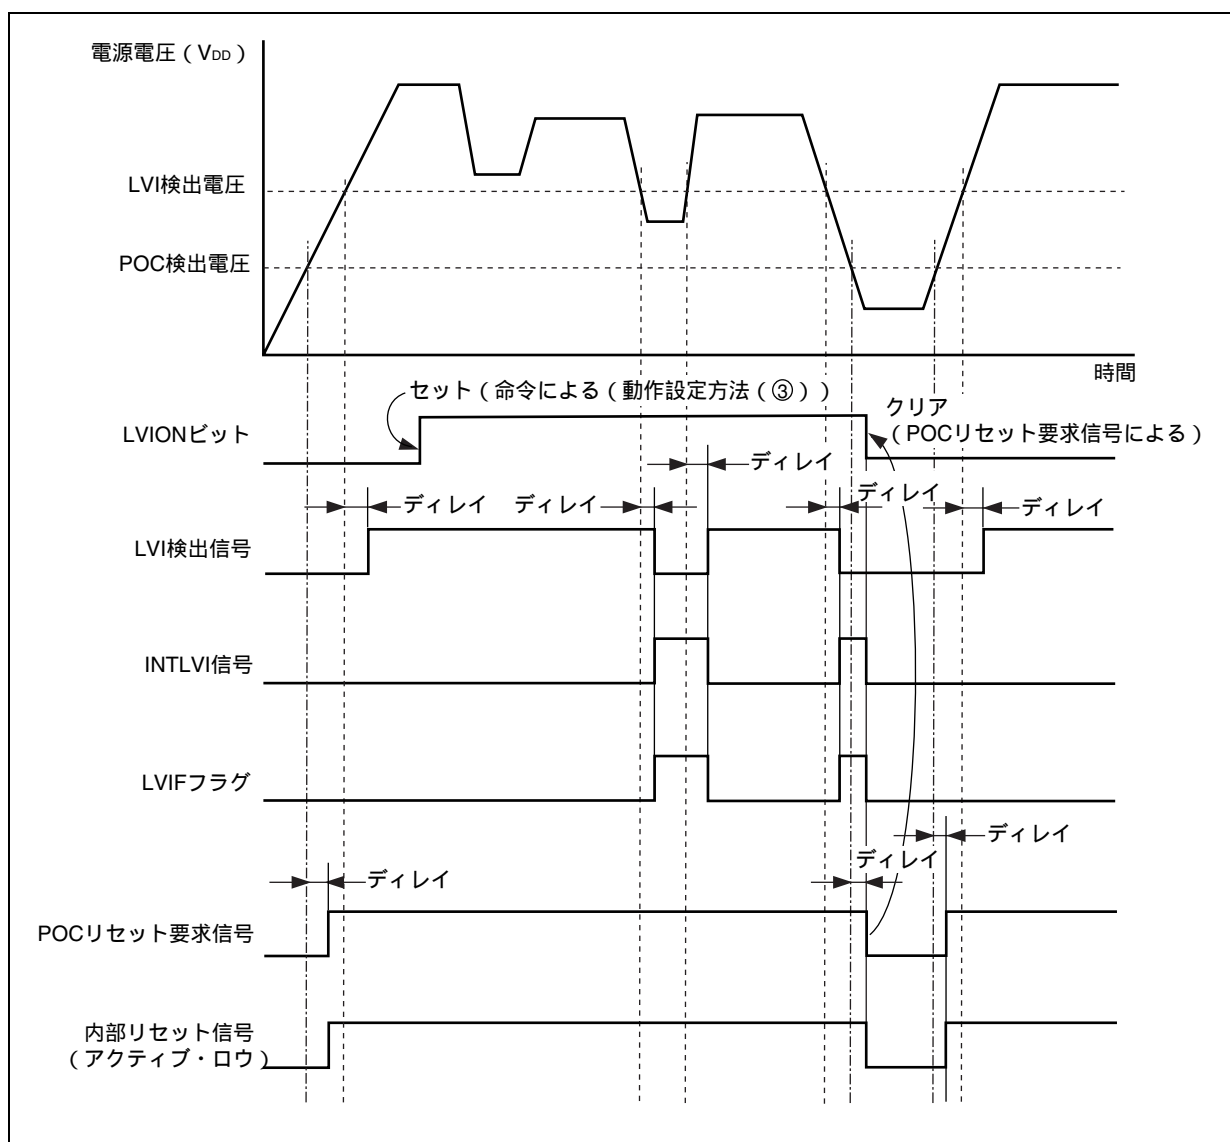 電源電圧（VDD）
LVI検出電圧
POC検出電圧
時間
セット（命令による（動作設定方法（③））
クリア
（POCリセット要求信号による）
LVIONビット
ディレイ
ディレイ
ディレイ
ディレイ
ディレイ
LVI検出信号
INTLVI信号
LVIFフラグ
ディレイ
ディレイ
ディレイ
POCリセット要求信号
内部リセット信号
（アクティブ・ロウ）